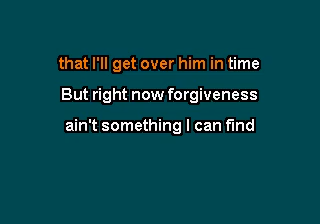 that I'll get over him in time
But right now forgiveness
ain't something I can find